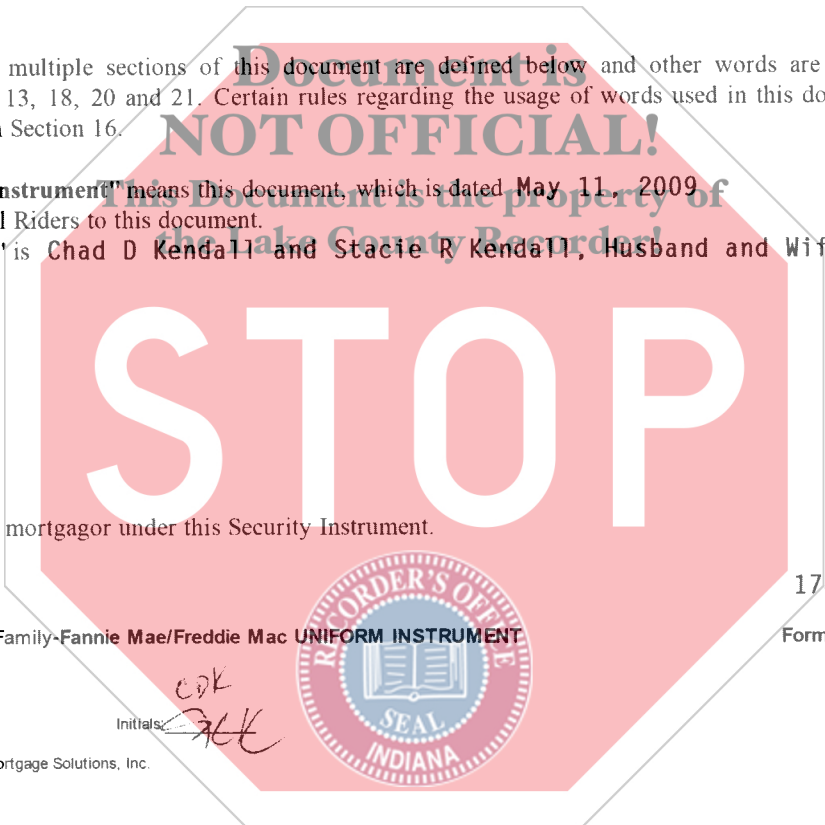 Document is
multiple sections of this document are defined below and other words are
13, 18, 20 and 21. Certain rules regarding the usage of words used in this do
Section 16.
NOT OFFICIAL!
nstrument" means this document, which is dated May 11, 2009
This Document is the property of
l Riders to this document.
the Lake County Recorder!
" is Chad D Kendall and Stacie R Kendall, Husband and Wif
STOP
mortgagor under this Security Instrument.
17
RECORDER'S OFFICE
Family-Fannie Mae/Freddie Mac UNIFORM INSTRUMENT
Form
CDK
Initials:
SEAL
INDIANA
ortgage Solutions, Inc.